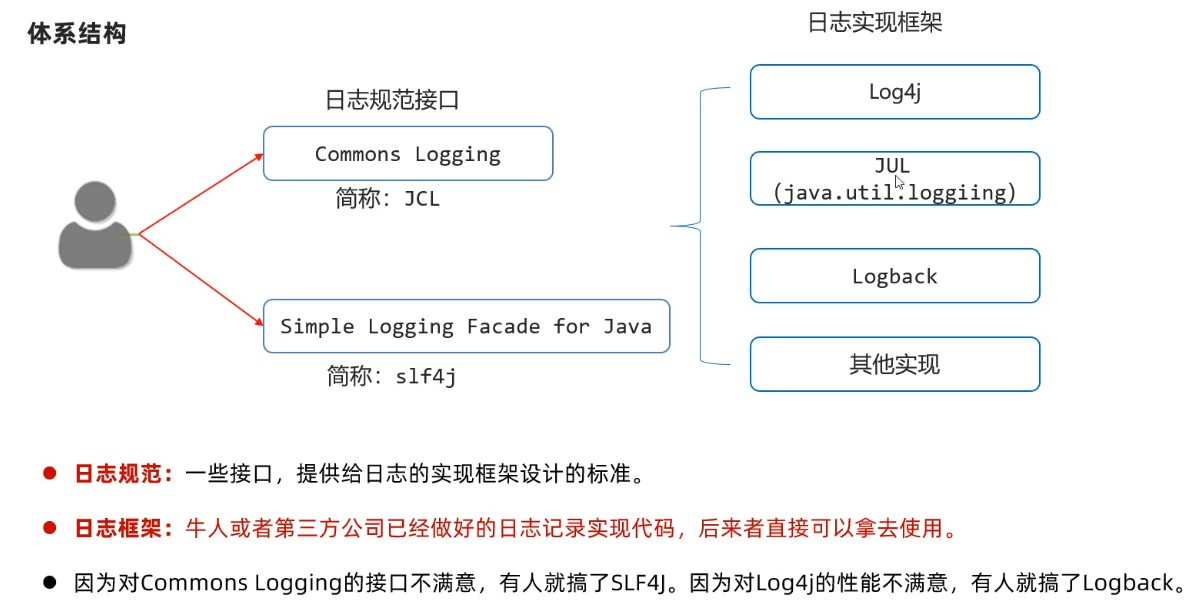 体系结构
日志规范接口
Commons Logging
简称：JCL
Simple Logging Facade for Java
简称：slf4j
日志实现框架
Log4j
JUL
（java.util.loggiing）
Logback
其他实现
日志规范：一些接口，提供给日志的实现框架设计的标准。
日志框架：牛人或者第三方公司已经做好的日志记录实现代码，后来者直接可以拿去使用。
因为对Commons Logging的接口不满意，有人就搞了SLF4J。因为对Log4j的性能不满意，有人就搞了Logback。